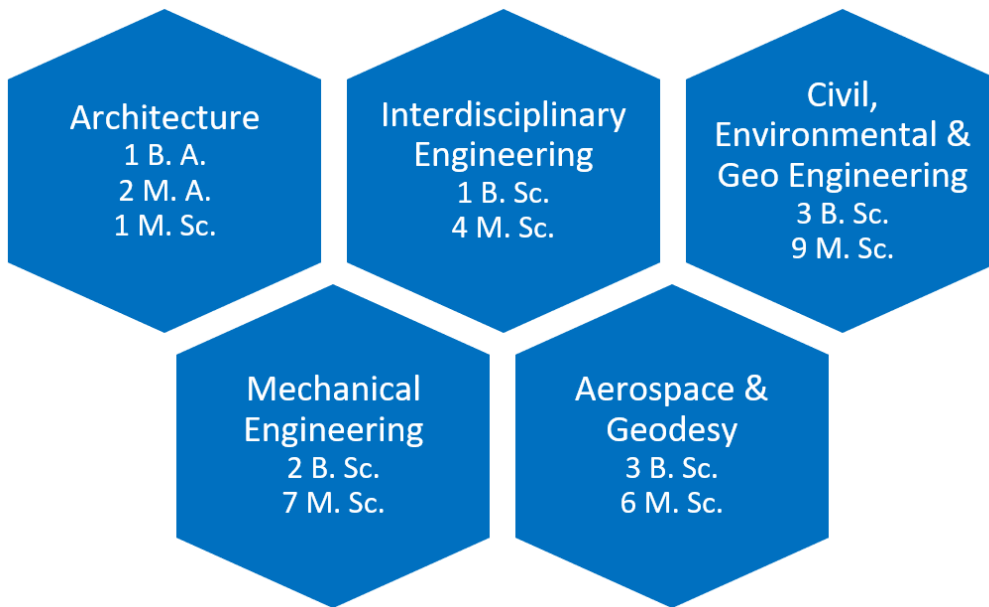 Architecture
1 B. A.
2 M. A.
1 M. Sc.
Interdisciplinary
Engineering
1 B. Sc.
4 M. Sc.
Civil,
Environmental &
Geo Engineering
3 B. Sc.
9 M. Sc.
Mechanical
Engineering
2 B. Sc.
7 M. Sc.
Aerospace &
Geodesy
3 B. Sc.
6 M. Sc.